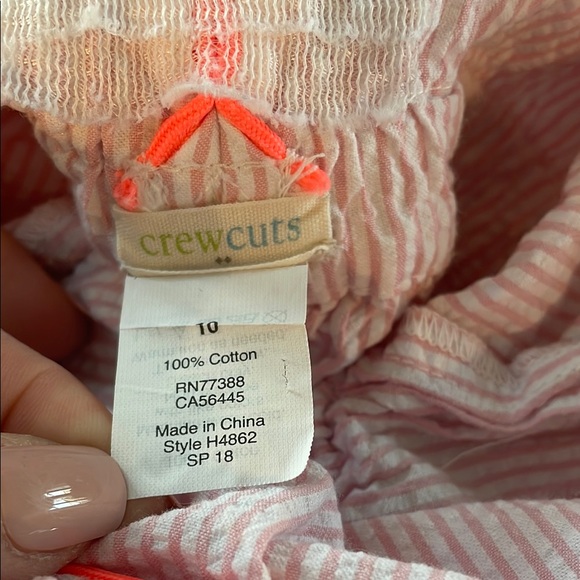 crewcuts
10
100% Cotton
RN77388
CA56445
Made in China
Style H4862
SP 18